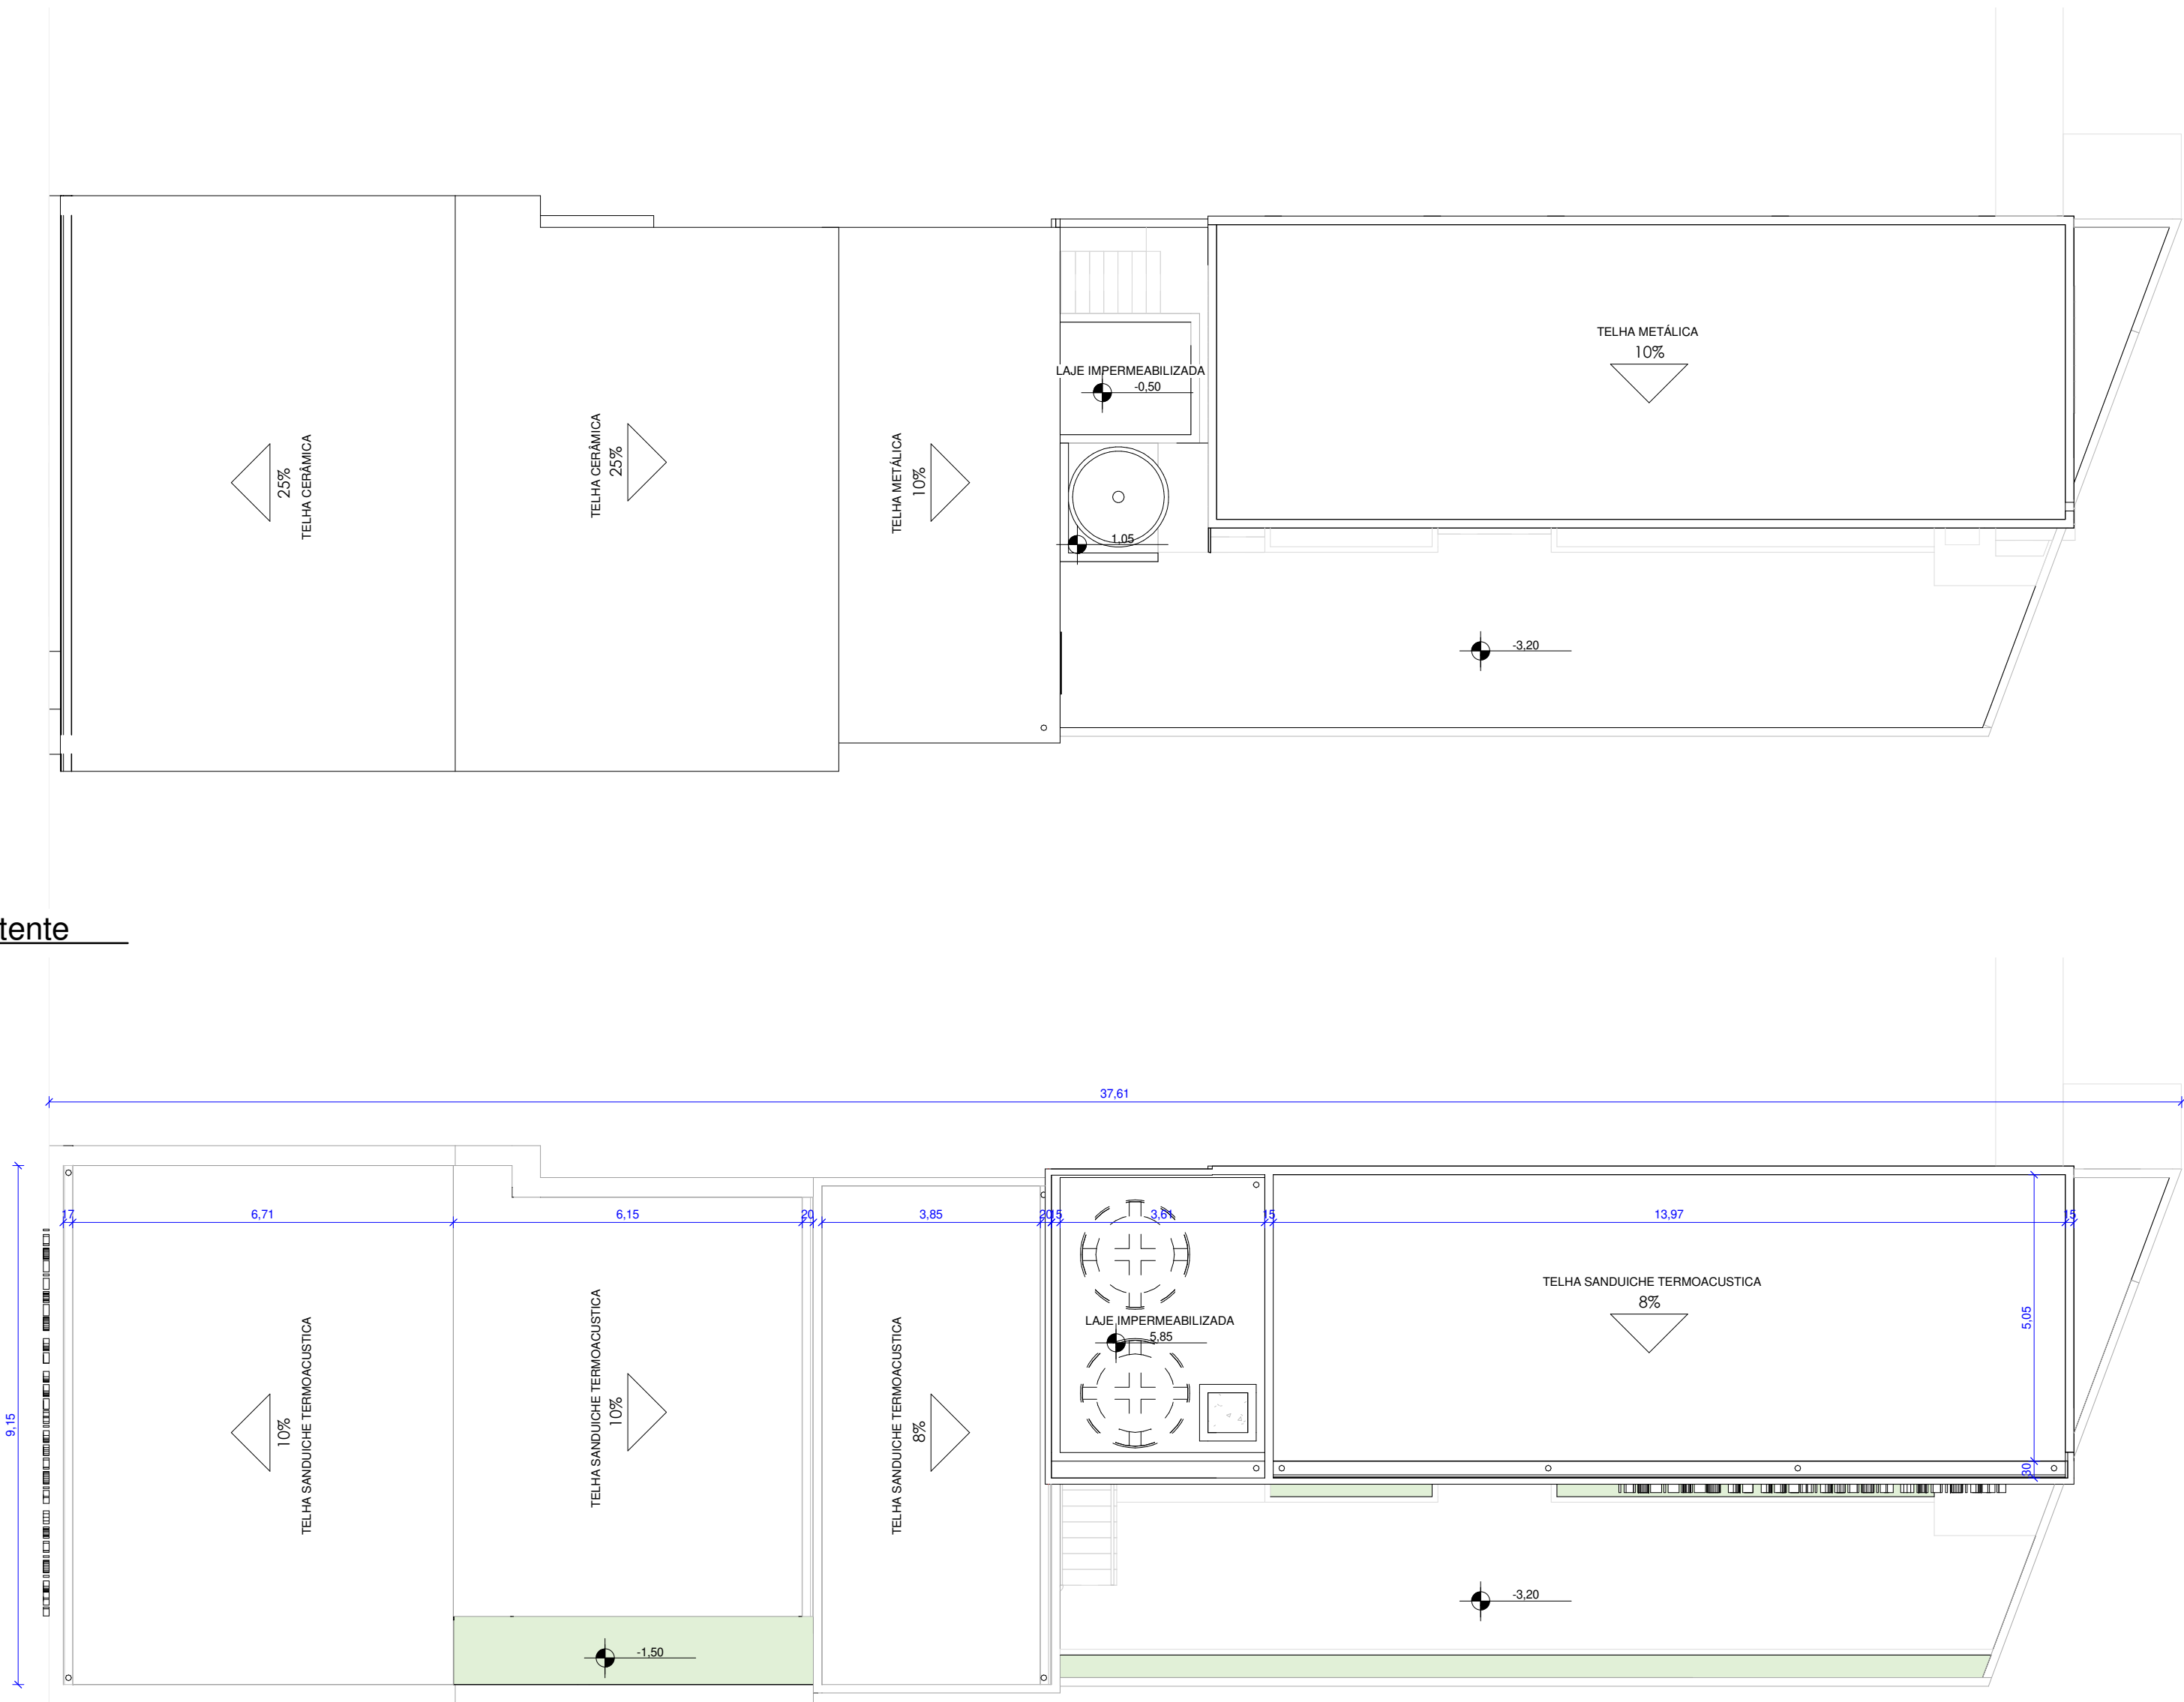 TELHA METÁLICA
10%
LAJE IMPERMEABILIZADA
-0,50
25%
TELHA CERÂMICA
TELHA CERÂMICA
25%
TELHA METÁLICA
10%
1,05
-3,20
tente
37,61
17
6,71
6,15
20
3,85
20
15
3,61
15
13,97
15
TELHA SANDUICHE TERMOACUSTICA
8%
5,05
LAJE IMPERMEABILIZADA
5,85
9,15
10%
TELHA SANDUICHE TERMOACUSTICA
TELHA SANDUICHE TERMOACUSTICA
10%
TELHA SANDUICHE TERMOACUSTICA
8%
30
-3,20
-1,50